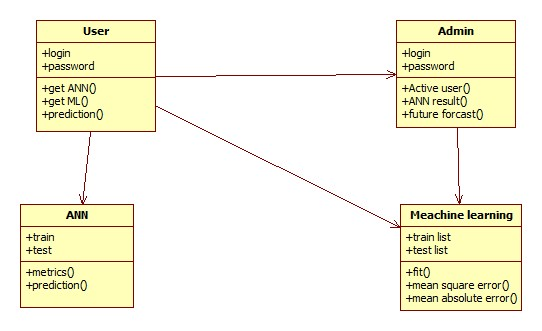 User
+login
+password
+get ANN()
+get ML()
+prediction()
Admin
+login
+password
+Active user()
+ANN result()
+future forcast()
ANN
+train
+test
+metrics()
+prediction()
Meachine learning
+train list
+test list
+fit()
+mean square error()
+mean absolute error()